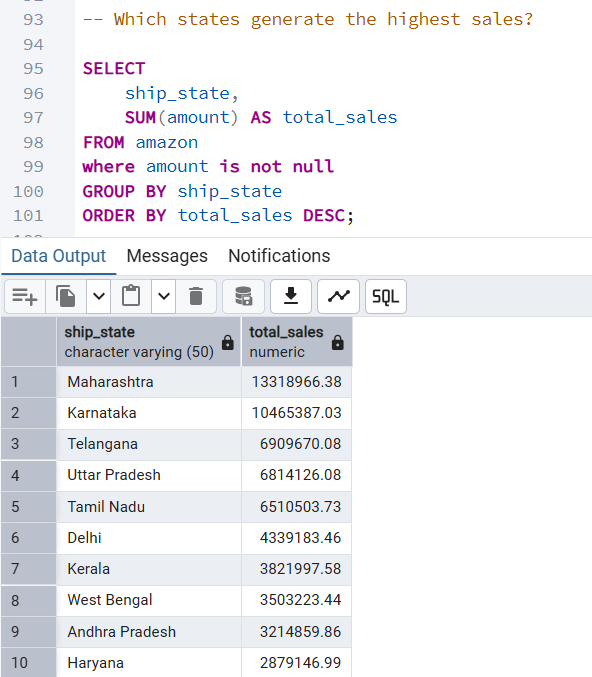 93 -- Which states generate the highest sales?
94
95 SELECT
96 ship_state,
97 SUM(amount) AS total_sales
98 FROM amazon
99 where amount is not null
100 GROUP BY ship_state
101 ORDER BY total_sales DESC;
Data Output Messages Notifications
SQL
ship_state total_sales
character varying (50) numeric
1 Maharashtra 13318966.38
2 Karnataka 10465387.03
3 Telangana 6909670.08
4 Uttar Pradesh 6814126.08
5 Tamil Nadu 6510503.73
6 Delhi 4339183.46
7 Kerala 3821997.58
8 West Bengal 3503223.44
9 Andhra Pradesh 3214859.86
10 Haryana 2879146.99